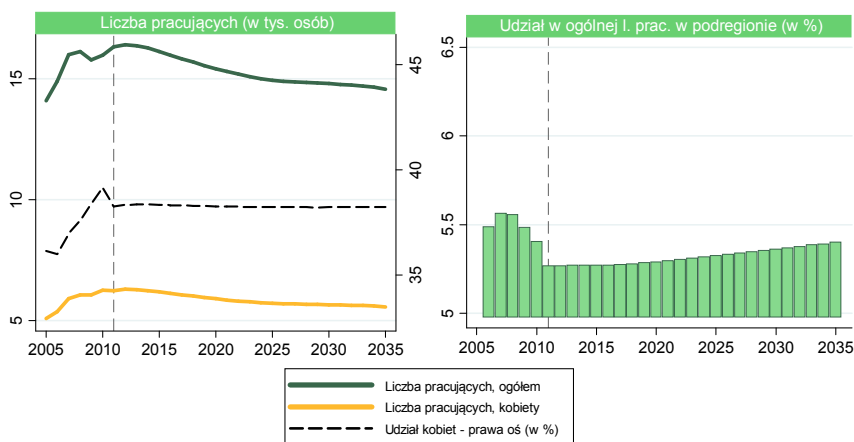 Liczba pracujących (w tys. osób)
15
10
5
45
40
35
2005 2010 2015 2020 2025 2030 2035
Udział w ogólnej l. prac. w podregionie (w %)
6.5
6
5.5
5
2005 2010 2015 2020 2025 2030 2035
Liczba pracujących, ogółem
Liczba pracujących, kobiety
Udział kobiet - prawa oś (w %)